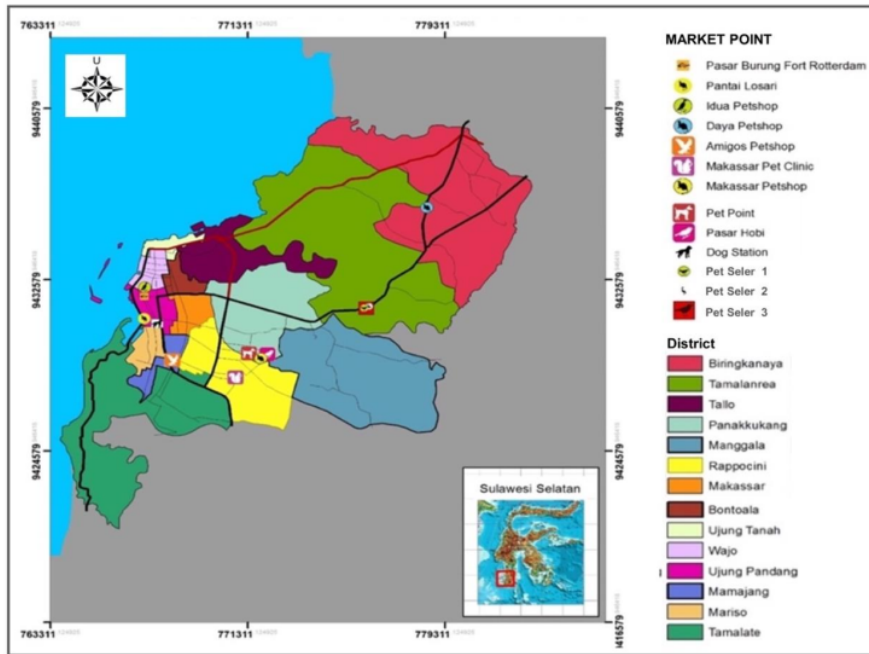 763311
771311
779311
U
9440579
9432579
9424579
9416579
763311
771311
779311
Sulawesi Selatan
MARKET POINT
Pasar Burung Fort Rotterdam
Pantai Losari
Idua Petshop
Daya Petshop
Amigos Petshop
Makassar Pet Clinic
Makassar Petshop
Pet Point
Pasar Hobi
Dog Station
Pet Seler 1
Pet Seler 2
Pet Seler 3
District
Biringkanaya
Tamalanrea
Tallo
Panakkukang
Manggala
Rappocini
Makassar
Bontoala
Ujung Tanah
Wajo
Ujung Pandang
Mamajang
Mariso
Tamalate